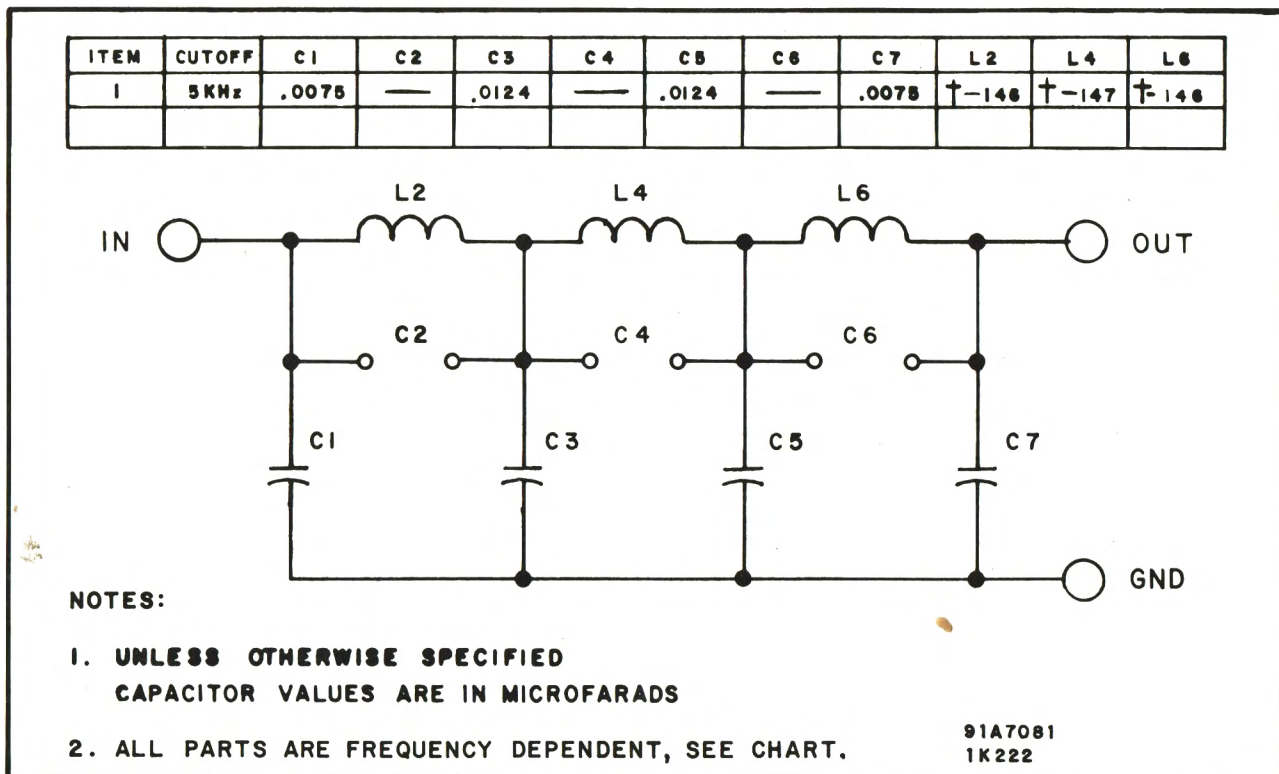 ITEM CUTOFF C1 C2 C3 C4 C5 C6 C7 L2 L4 L6
1 5KHz .0075 — .0124 — .0124 — .0075 †-146 †-147 †-146
L2 L4 L6
IN OUT
C2 C4 C6
C1 C3 C5 C7
GND
NOTES:
1. UNLESS OTHERWISE SPECIFIED
CAPACITOR VALUES ARE IN MICROFARADS
2. ALL PARTS ARE FREQUENCY DEPENDENT, SEE CHART.
91A7081
1K222